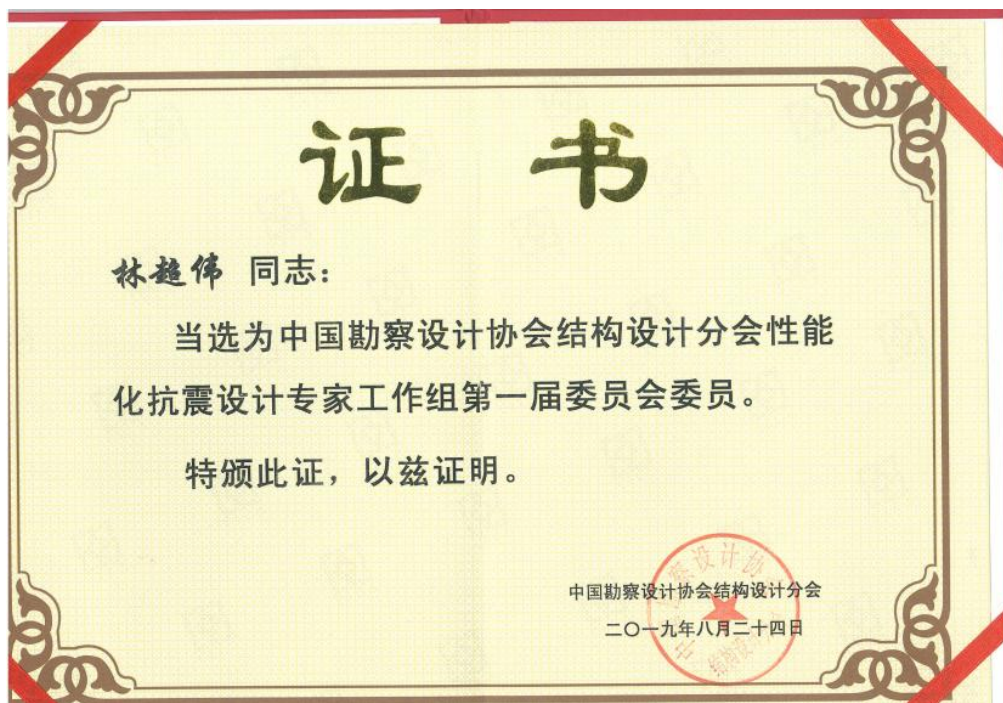 证 书
林超伟 同志：
当选为中国勘察设计协会结构设计分会性能
化抗震设计专家工作组第一届委员会委员。
特颁此证，以兹证明。
中国勘察设计协会结构设计分会
二〇一九年八月二十四日